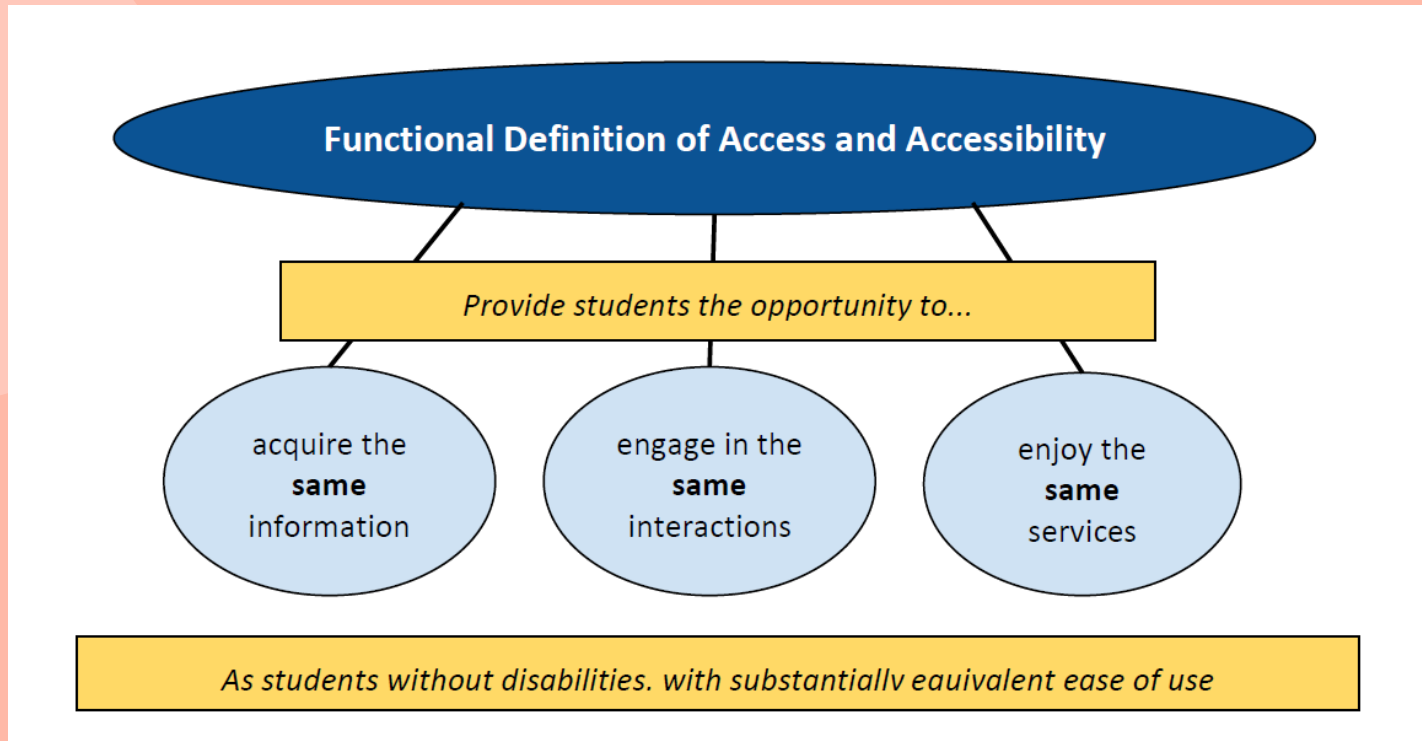 Functional Definition of Access and Accessibility
Provide students the opportunity to...
acquire the
same
information
engage in the
same
interactions
enjoy the
same
services
As students without disabilities, with substantially equivalent ease of use